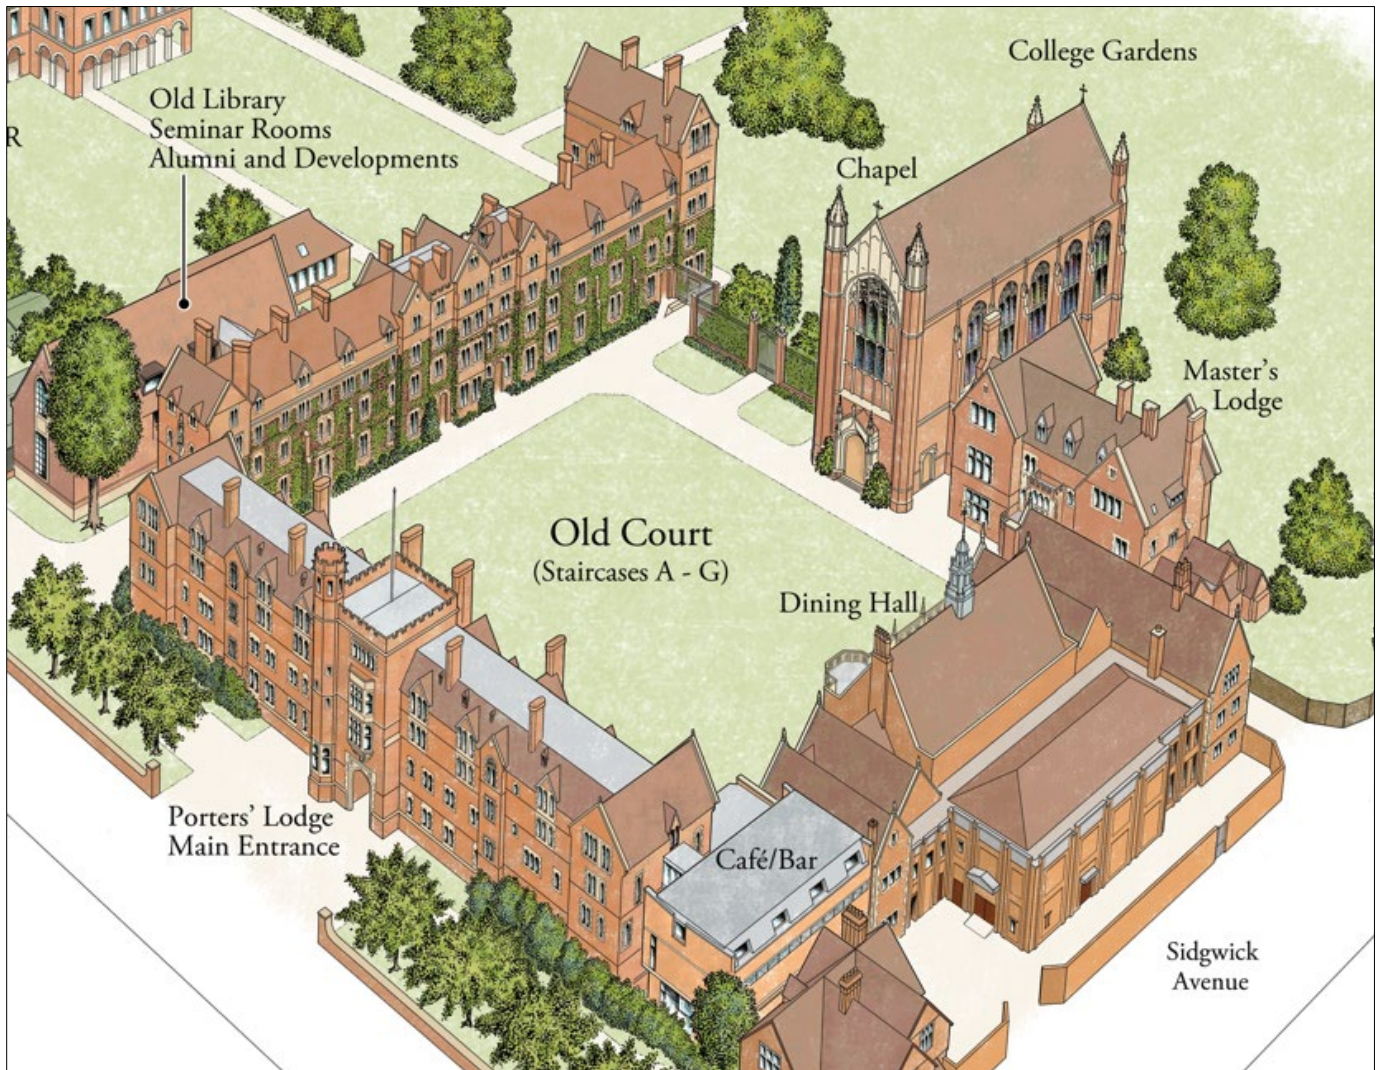 College Gardens
Old Library
Seminar Rooms
Alumni and Developments
R
Chapel
Master's
Lodge
Old Court
(Staircases A - G)
Dining Hall
Porters' Lodge
Main Entrance
Café/Bar
Sidgwick
Avenue